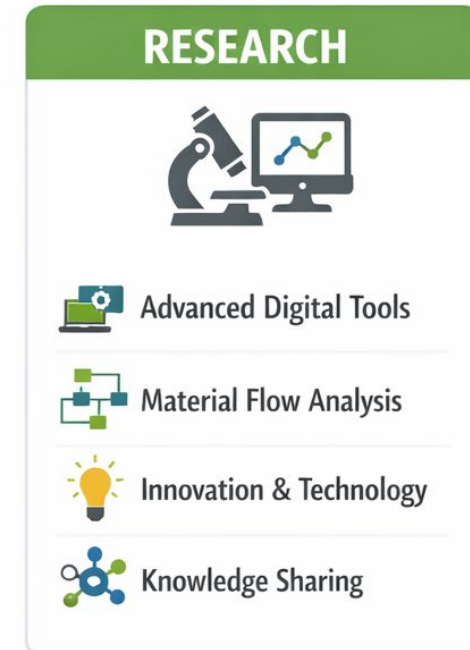 RESEARCH
Advanced Digital Tools
Material Flow Analysis
Innovation & Technology
Knowledge Sharing